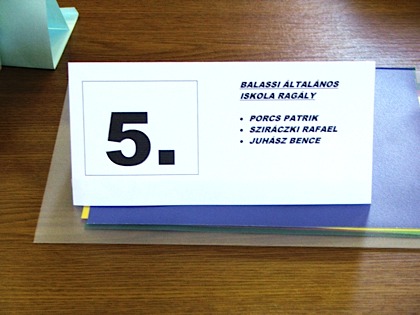 5.
BALASSI ÁLTALÁNOS
ISKOLA RAGÁLY
• PORCS PATRIK
• SZIRÁCZKI RAFAEL
• JUHÁSZ BENCE